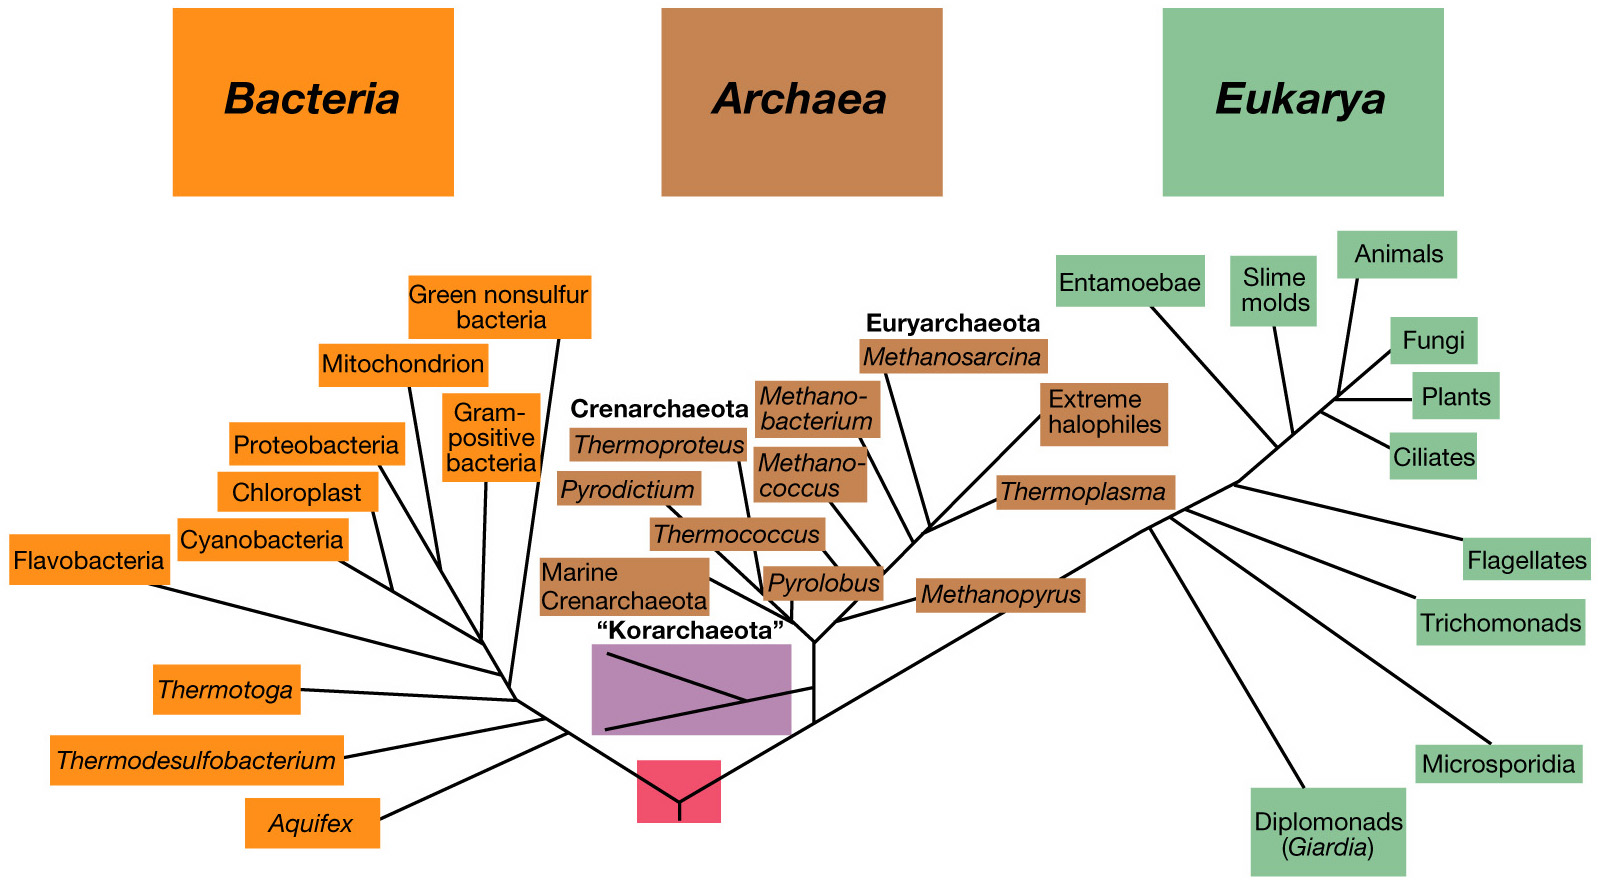 Bacteria
Archaea
Eukarya
Green nonsulfur
bacteria
Mitochondrion
Gram-
positive
bacteria
Proteobacteria
Chloroplast
Cyanobacteria
Flavobacteria
Thermotoga
Thermodesulfobacterium
Aquifex
Crenarchaeota
Thermoproteus
Pyrodictium
Thermococcus
Marine
Crenarchaeota
Pyrolobus
“Korarchaeota”
Euryarchaeota
Methanosarcina
Methano-
bacterium
Methano-
coccus
Extreme
halophiles
Thermoplasma
Methanopyrus
Entamoebae
Slime
molds
Animals
Fungi
Plants
Ciliates
Flagellates
Trichomonads
Microsporidia
Diplomonads
(Giardia)